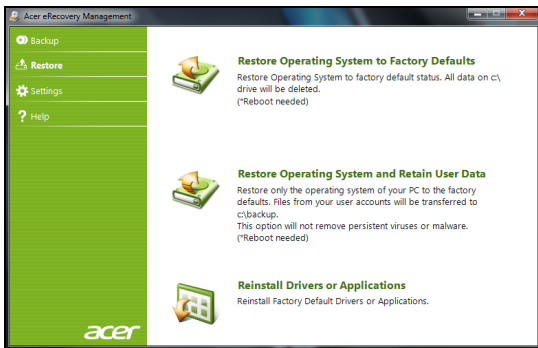 Acer eRecovery Management
Backup
Restore
Settings
? Help
Restore Operating System to Factory Defaults
Restore Operating System to factory default status. All data on c:\
drive will be deleted.
(*Reboot needed)
Restore Operating System and Retain User Data
Restore only the operating system of your PC to the factory
defaults. Files from your user accounts will be transferred to
c:\backup.
This option will not remove persistent viruses or malware.
(*Reboot needed)
Reinstall Drivers or Applications
Reinstall Factory Default Drivers or Applications.
acer